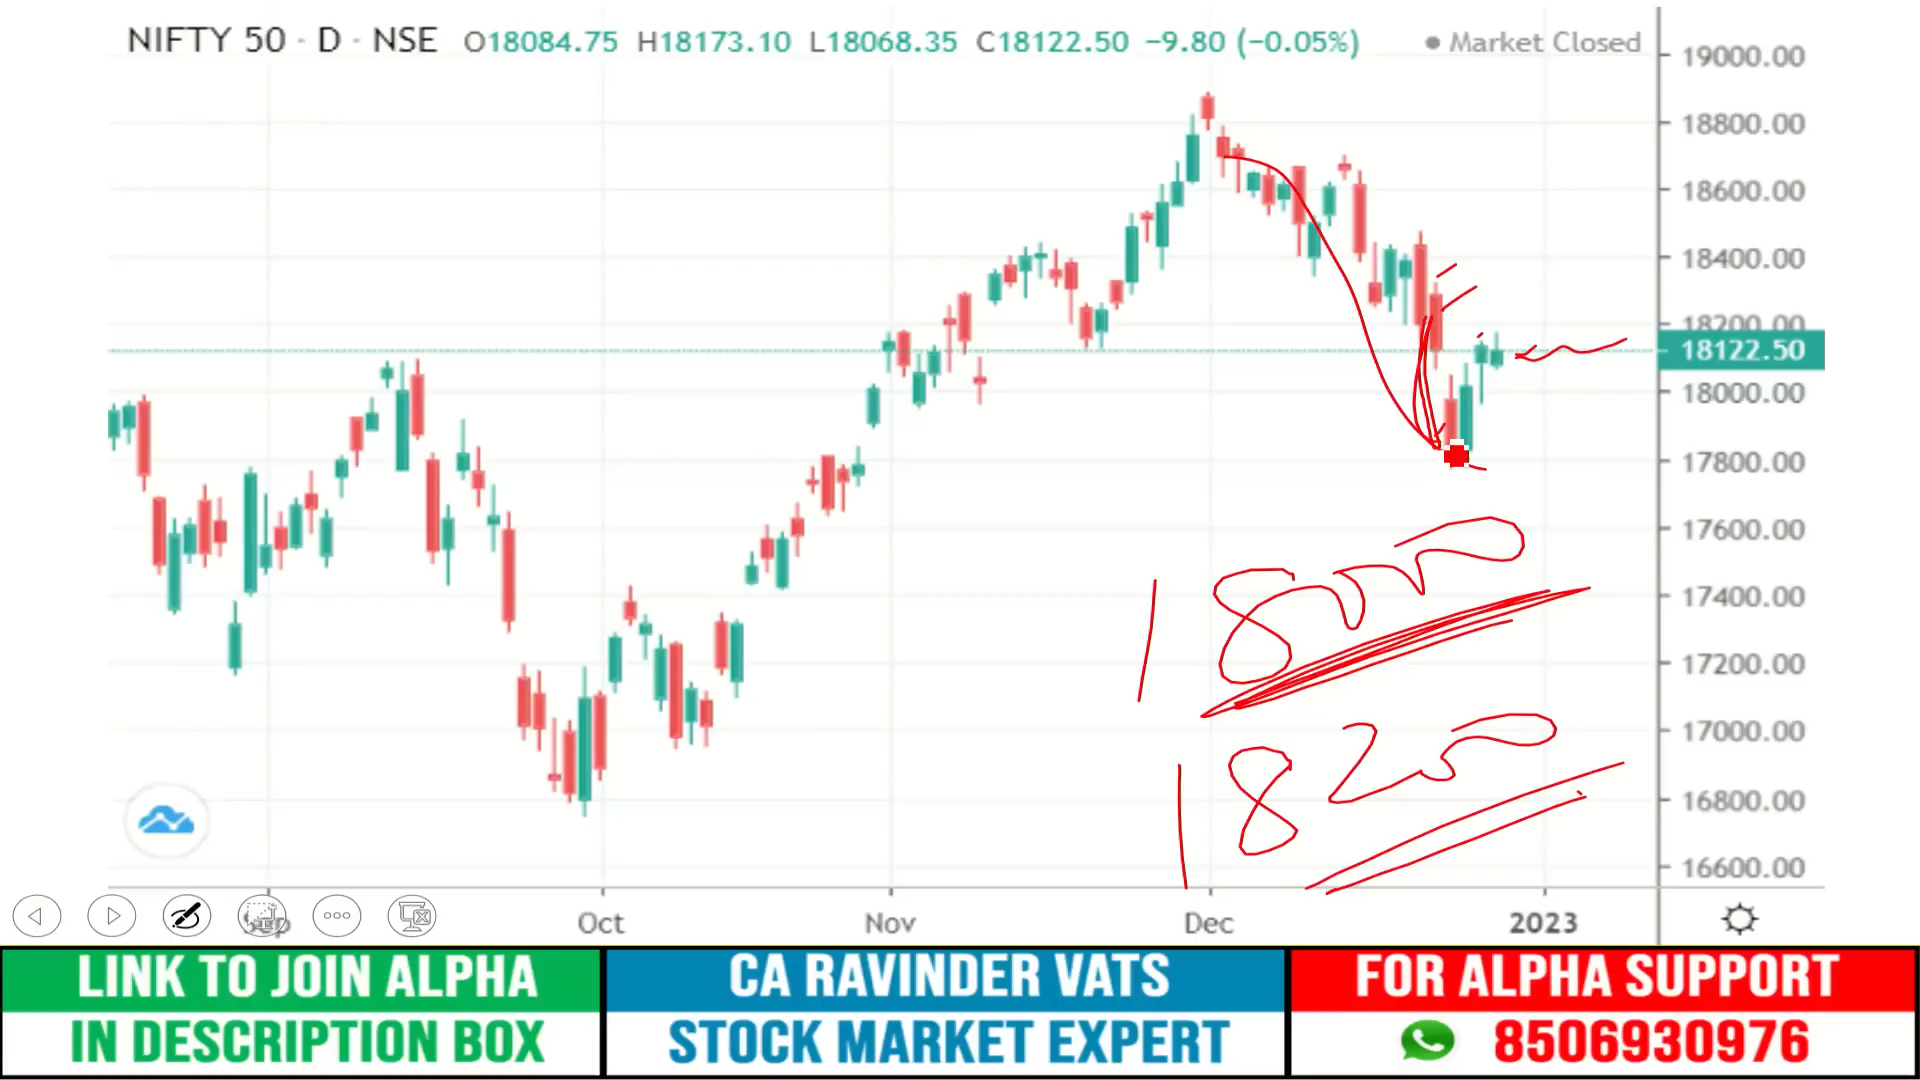 NIFTY 50 · D · NSE O18084.75 H18173.10 L18068.35 C18122.50 −9.80 (−0.05%) Market Closed
19000.00
18800.00
18600.00
18400.00
18200.00
18122.50
18000.00
17800.00
17600.00
17400.00
17200.00
17000.00
16800.00
16600.00
18000
18200
Sep Oct Nov Dec 2023
LINK TO JOIN ALPHA
IN DESCRIPTION BOX
CA RAVINDER VATS
STOCK MARKET EXPERT
FOR ALPHA SUPPORT
8506930976